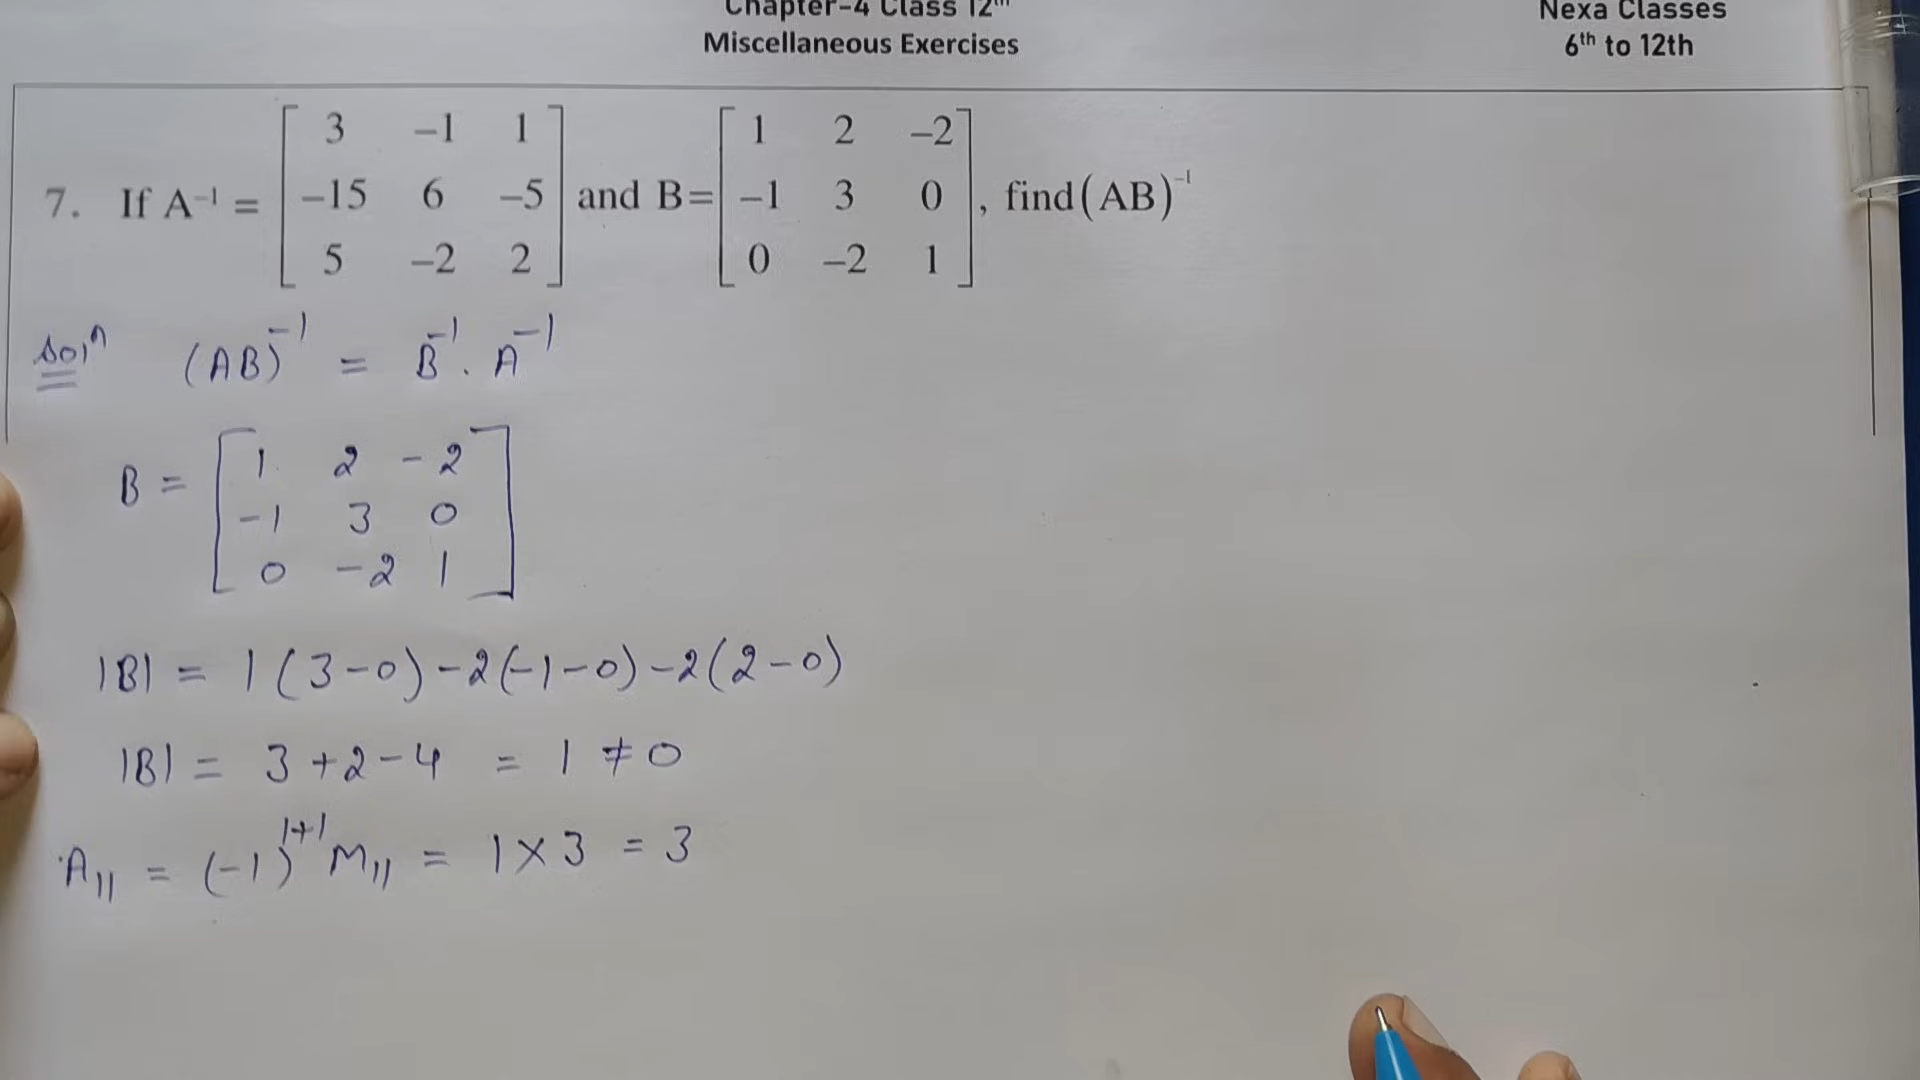 Chapter-4 Class 12th
Miscellaneous Exercises
Nexa Classes
6th to 12th
7. If A⁻¹ = [3 −1 1; −15 6 −5; 5 −2 2] and B= [1 2 −2; −1 3 0; 0 −2 1], find (AB)⁻¹
Solⁿ (AB)⁻¹ = B⁻¹ . A⁻¹
B = [1 2 −2; −1 3 0; 0 −2 1]
|B| = 1(3−0)−2(−1−0)−2(2−0)
|B| = 3+2−4 = 1 ≠ 0
A₁₁ = (−1)¹⁺¹ M₁₁ = 1×3 = 3